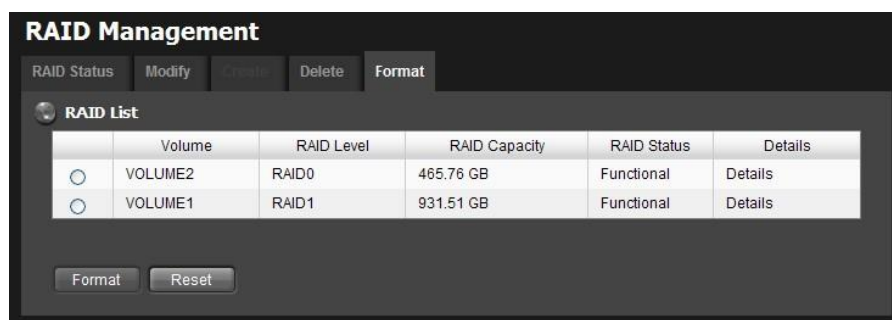 RAID Management
RAID Status Modify Create Delete Format
RAID List
Volume RAID Level RAID Capacity RAID Status Details
VOLUME2 RAID0 465.76 GB Functional Details
VOLUME1 RAID1 931.51 GB Functional Details
Format Reset